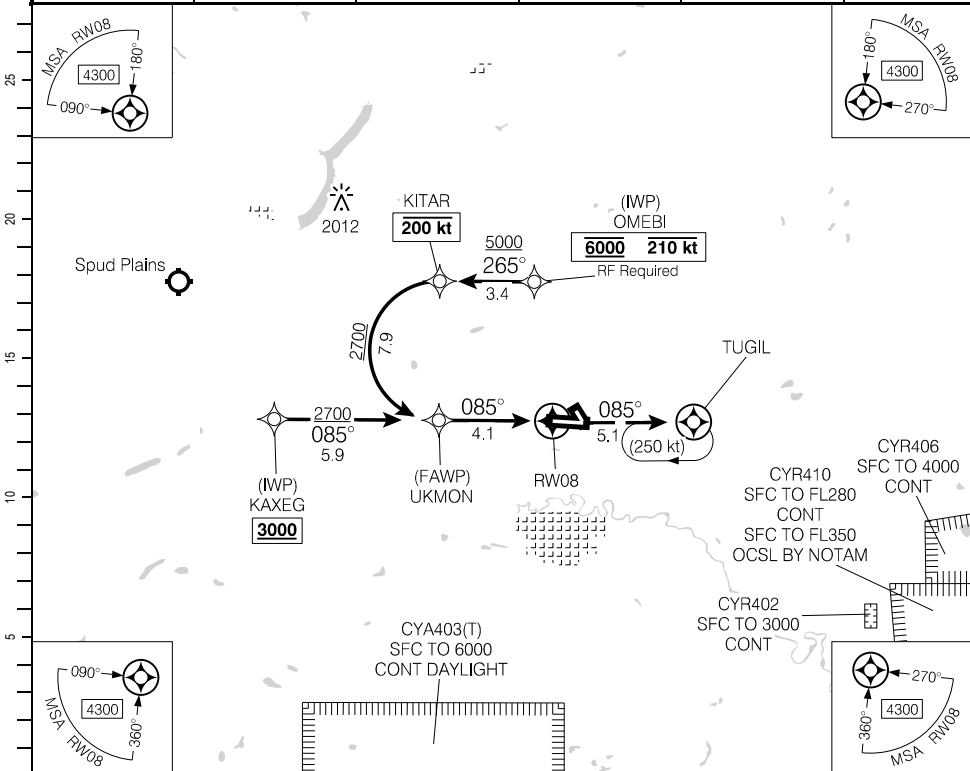 MSA RW08
4300
180°
090°
MSA RW08
4300
180°
270°
25
20
15
10
5
2012
Spud Plains
KITAR
200 kt
(IWP)
OMEBI
6000 210 kt
RF Required
5000
265°
3.4
2700
7.9
TUGIL
2700
085°
5.9
085°
4.1
085°
5.1
(250 kt)
(IWP)
KAXEG
3000
(FAWP)
UKMON
RW08
CYR406
SFC TO 4000
CONT
CYR410
SFC TO FL280
CONT
SFC TO FL350
OCSL BY NOTAM
CYR402
SFC TO 3000
CONT
CYA403(T)
SFC TO 6000
CONT DAYLIGHT
090°
4300
360°
MSA RW08
270°
4300
360°
MSA RW08